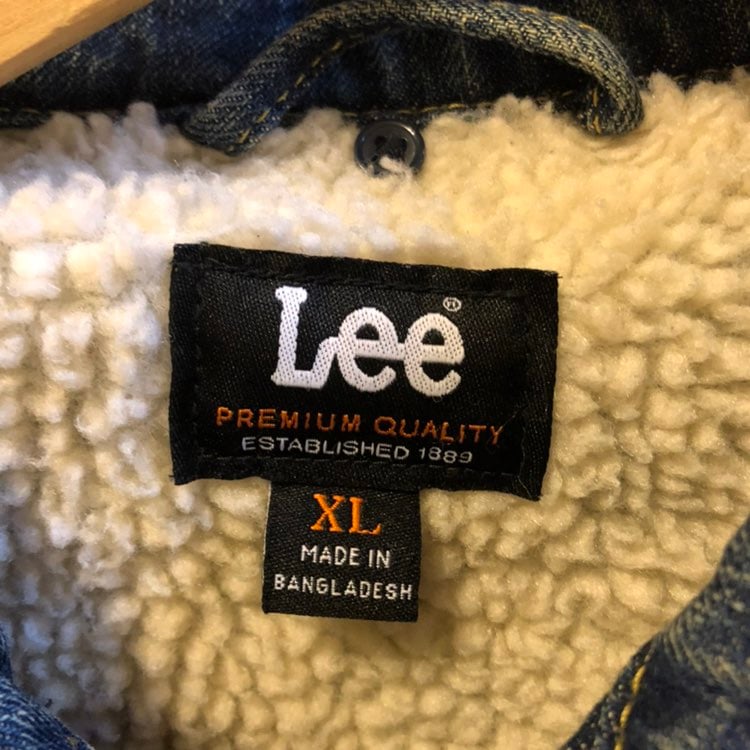 Lee®
PREMIUM QUALITY
ESTABLISHED 1889
XL
MADE IN
BANGLADESH